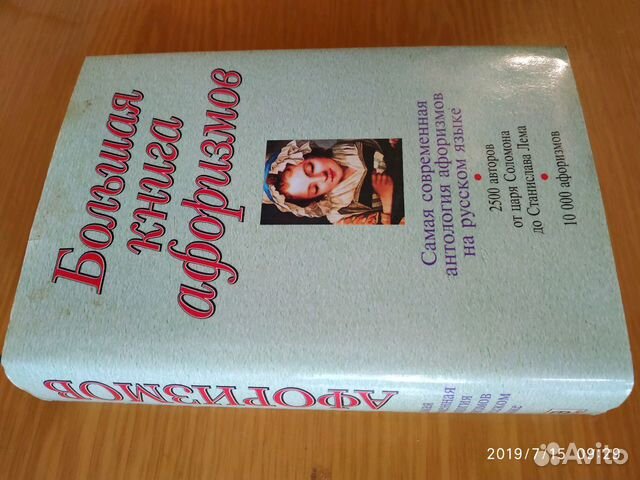 Большая
книга
афоризмов
Самая современная
антология афоризмов
на русском языке
•
2500 авторов
от царя Соломона
до Станислава Лема
•
10 000 афоризмов
АФОРИЗМОВ
2019/7/15 09:29
Avito